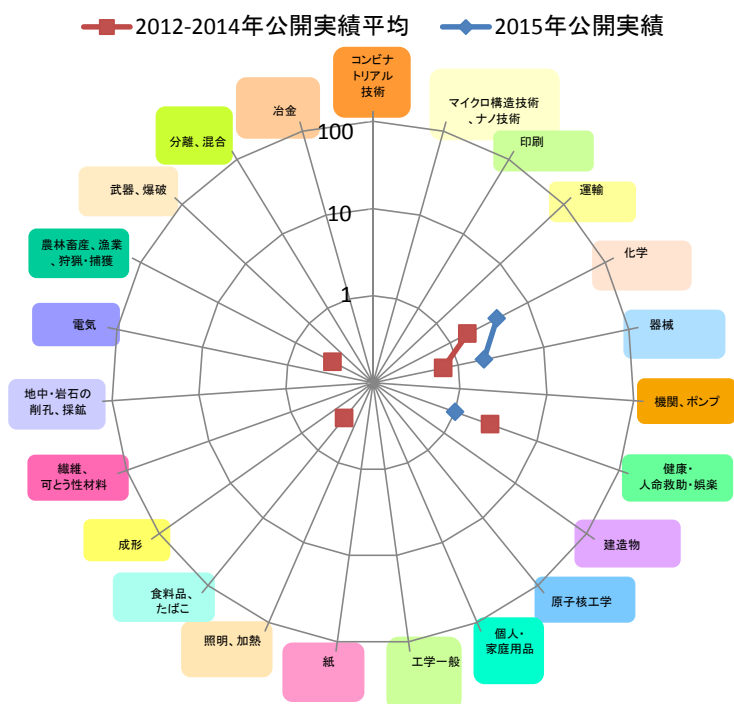 2012-2014年公開実績平均
2015年公開実績
コンビナ
トリアル
技術
マイクロ構造技術
、ナノ技術
印刷
運輸
化学
器械
機関、ポンプ
健康・
人命救助・娯楽
建造物
原子核工学
個人・
家庭用品
工学一般
紙
照明、加熱
食料品、
たばこ
成形
繊維、
可とう性材料
地中・岩石の
削孔、採鉱
電気
農林畜産、漁業
、狩猟・捕獲
武器、爆破
分離、混合
冶金
100
10
1